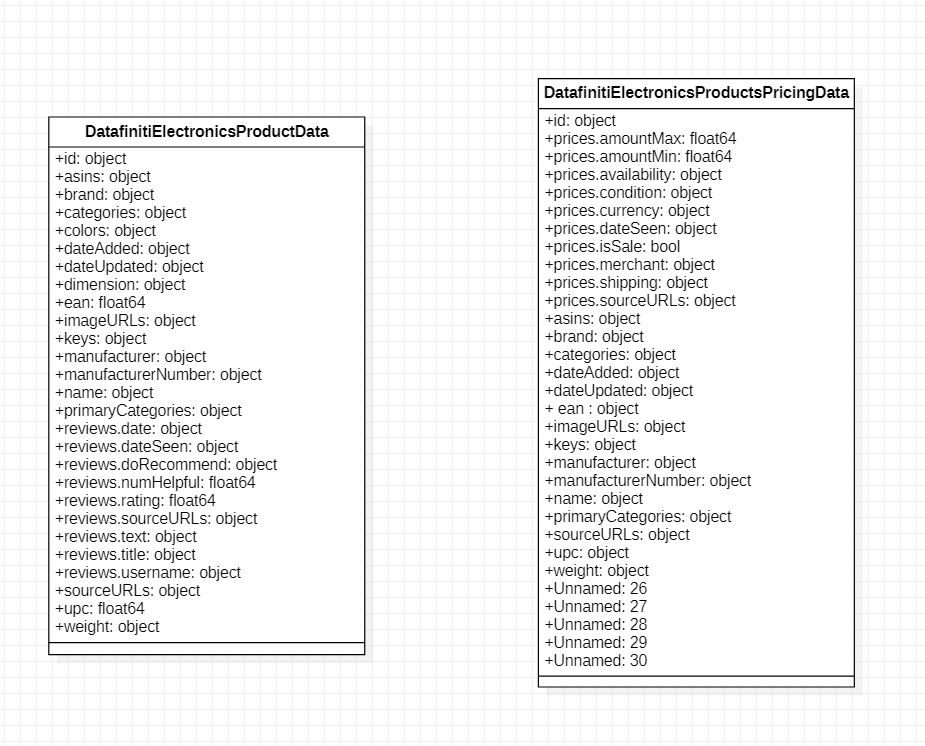 DatafinitiElectronicsProductData
+id: object
+asins: object
+brand: object
+categories: object
+colors: object
+dateAdded: object
+dateUpdated: object
+dimension: object
+ean: float64
+imageURLs: object
+keys: object
+manufacturer: object
+manufacturerNumber: object
+name: object
+primaryCategories: object
+reviews.date: object
+reviews.dateSeen: object
+reviews.doRecommend: object
+reviews.numHelpful: float64
+reviews.rating: float64
+reviews.sourceURLs: object
+reviews.text: object
+reviews.title: object
+reviews.username: object
+sourceURLs: object
+upc: float64
+weight: object
DatafinitiElectronicsProductsPricingData
+id: object
+prices.amountMax: float64
+prices.amountMin: float64
+prices.availability: object
+prices.condition: object
+prices.currency: object
+prices.dateSeen: object
+prices.isSale: bool
+prices.merchant: object
+prices.shipping: object
+prices.sourceURLs: object
+asins: object
+brand: object
+categories: object
+dateAdded: object
+dateUpdated: object
+ ean : object
+imageURLs: object
+keys: object
+manufacturer: object
+manufacturerNumber: object
+name: object
+primaryCategories: object
+sourceURLs: object
+upc: object
+weight: object
+Unnamed: 26
+Unnamed: 27
+Unnamed: 28
+Unnamed: 29
+Unnamed: 30